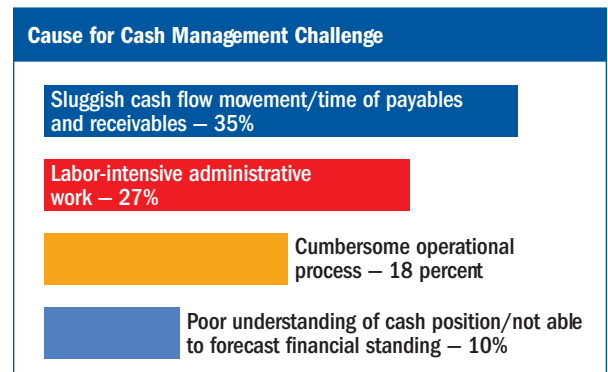 Cause for Cash Management Challenge
Sluggish cash flow movement/time of payables
and receivables — 35%
Labor-intensive administrative
work — 27%
Cumbersome operational
process — 18 percent
Poor understanding of cash position/not able
to forecast financial standing — 10%